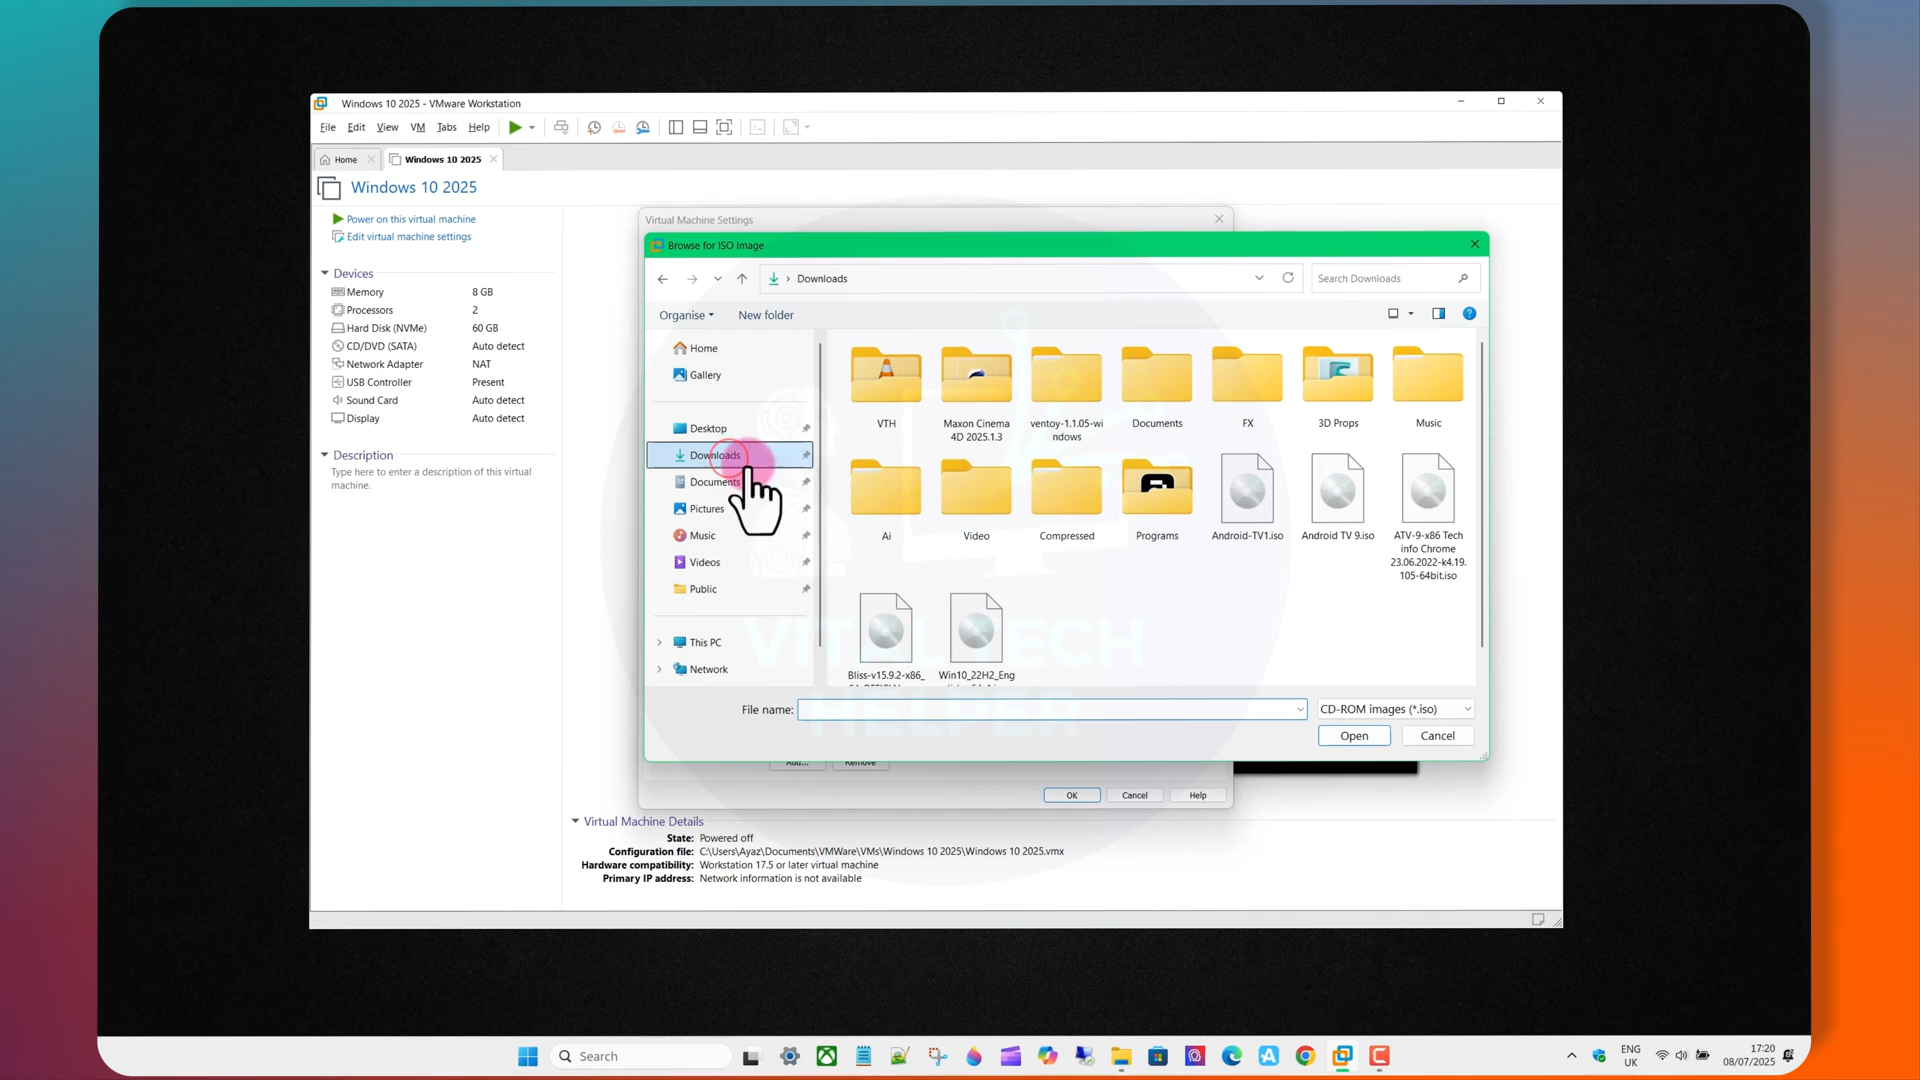 Windows 10 2025 - VMware Workstation
File Edit View VM Tabs Help
Home
Windows 10 2025
Windows 10 2025
Power on this virtual machine
Edit virtual machine settings
Devices
Memory 8 GB
Processors 2
Hard Disk (NVMe) 60 GB
CD/DVD (SATA) Auto detect
Network Adapter NAT
USB Controller Present
Sound Card Auto detect
Display Auto detect
Description
Type here to enter a description of this virtual
machine.
Virtual Machine Settings
Browse for ISO Image
Downloads
Search Downloads
Organise
New folder
Home
Gallery
Desktop
Downloads
Documents
Pictures
Music
Videos
Public
This PC
Network
VTH
Maxon Cinema
4D 2025.1.3
ventoy-1.1.05-wi
ndows
Documents
FX
3D Props
Music
Ai
Video
Compressed
Programs
Android-TV1.iso
Android TV 9.iso
ATV-9-x86 Tech
info Chrome
23.06.2022-k4.19.
105-64bit.iso
Bliss-v15.9.2-x86_
Win10_22H2_Eng
VITAL TECH
HELPER
File name:
CD-ROM images (*.iso)
Open
Cancel
Add...
Remove
OK
Cancel
Help
Virtual Machine Details
State: Powered off
Configuration file: C:\Users\Ayaz\Documents\VMWare\VMs\Windows 10 2025\Windows 10 2025.vmx
Hardware compatibility: Workstation 17.5 or later virtual machine
Primary IP address: Network information is not available
Search
ENG
UK
17:20
08/07/2025